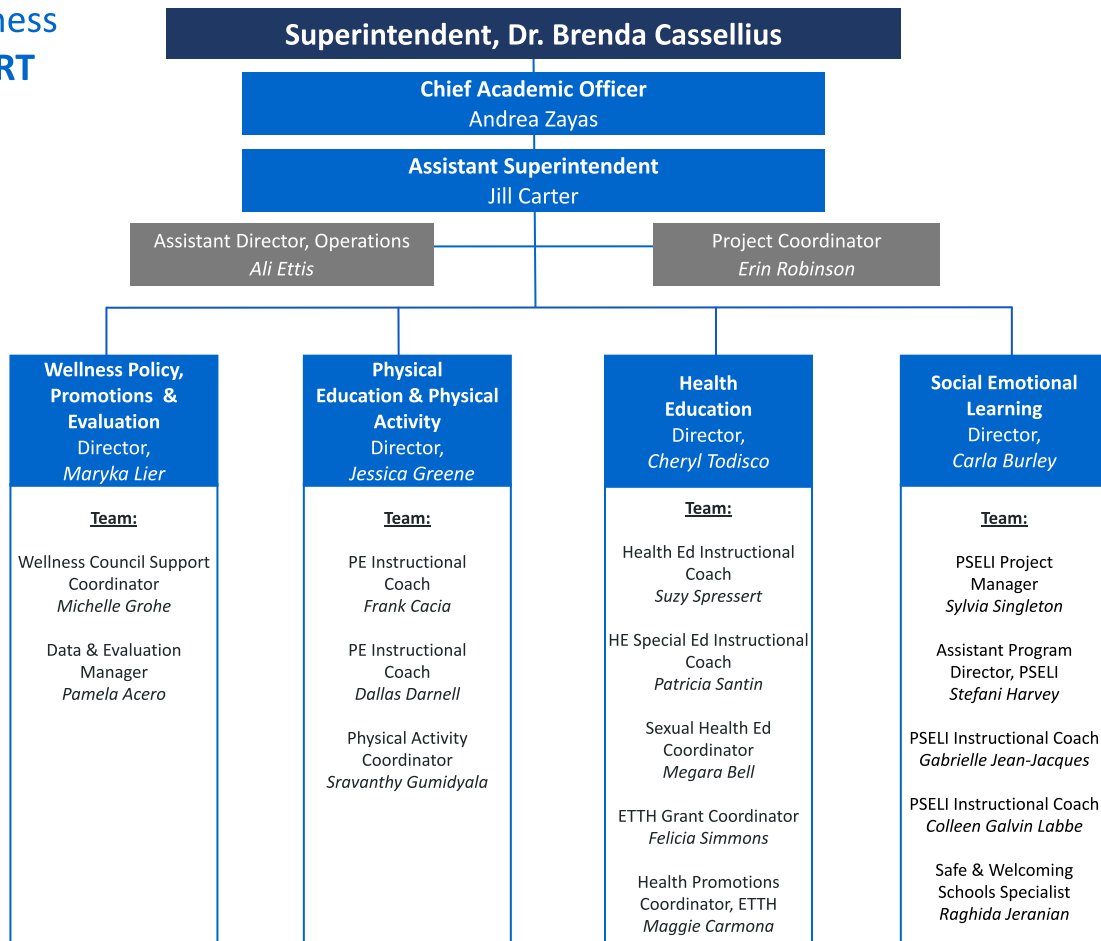 ness
RT
Superintendent, Dr. Brenda Cassellius
Chief Academic Officer
Andrea Zayas
Assistant Superintendent
Jill Carter
Assistant Director, Operations
Ali Ettis
Project Coordinator
Erin Robinson
Wellness Policy,
Promotions &
Evaluation
Director,
Maryka Lier
Team:
Wellness Council Support
Coordinator
Michelle Grohe
Data & Evaluation
Manager
Pamela Acero
Physical
Education & Physical
Activity
Director,
Jessica Greene
Team:
PE Instructional
Coach
Frank Cacia
PE Instructional
Coach
Dallas Darnell
Physical Activity
Coordinator
Sravanthy Gumidyala
Health
Education
Director,
Cheryl Todisco
Team:
Health Ed Instructional
Coach
Suzy Spressert
HE Special Ed Instructional
Coach
Patricia Santin
Sexual Health Ed
Coordinator
Megara Bell
ETTH Grant Coordinator
Felicia Simmons
Health Promotions
Coordinator, ETTH
Maggie Carmona
Social Emotional
Learning
Director,
Carla Burley
Team:
PSELI Project
Manager
Sylvia Singleton
Assistant Program
Director, PSELI
Stefani Harvey
PSELI Instructional Coach
Gabrielle Jean-Jacques
PSELI Instructional Coach
Colleen Galvin Labbe
Safe & Welcoming
Schools Specialist
Raghida Jeranian